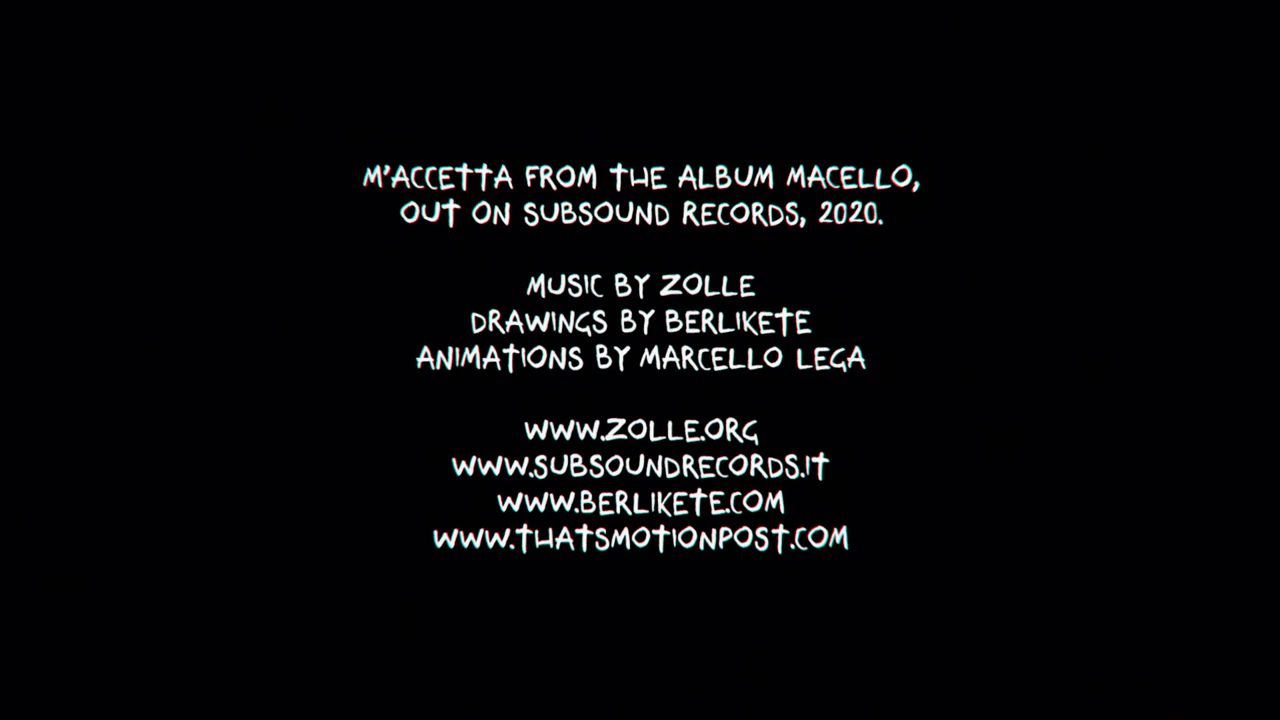 M'ACCETTA FROM THE ALBUM MACELLO,
OUT ON SUBSOUND RECORDS, 2020.
MUSIC BY ZOLLE
DRAWINGS BY BERLIKETE
ANIMATIONS BY MARCELLO LEGA
WWW.ZOLLE.ORG
WWW.SUBSOUNDRECORDS.IT
WWW.BERLIKETE.COM
WWW.THATSMOTIONPOST.COM